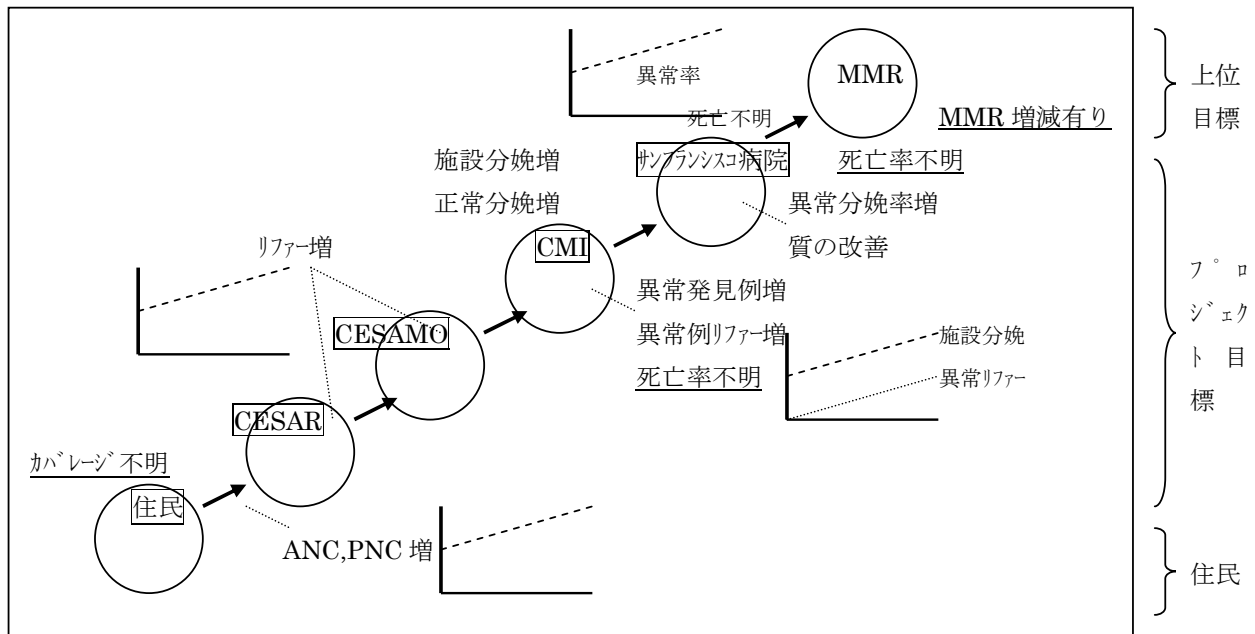 異常率
MMR
死亡不明
MMR 増減有り
上位
目標
施設分娩増
サンフランシスコ病院
死亡率不明
正常分娩増
異常分娩率増
質の改善
リファー増
CMI
異常発見例増
異常例リファー増
死亡率不明
CESAMO
施設分娩
異常リファー
プロ
ジェク
ト 目
標
CESAR
カバレージ不明
住民
ANC,PNC 増
住民